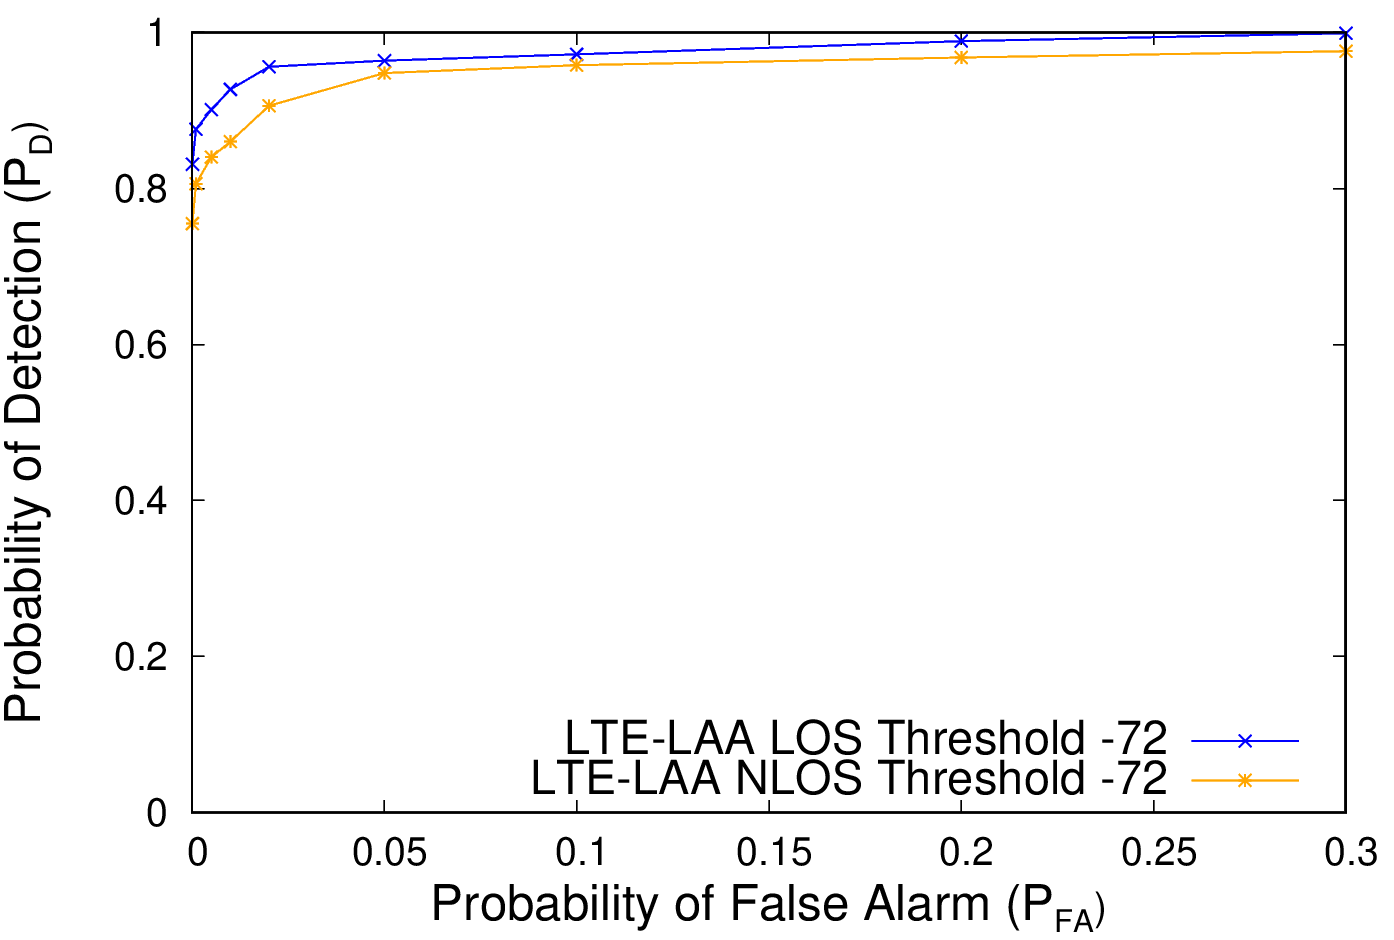 Probability of Detection (P_D)
1
0.8
0.6
0.4
0.2
0
LTE-LAA LOS Threshold -72
LTE-LAA NLOS Threshold -72
0 0.05 0.1 0.15 0.2 0.25 0.3
Probability of False Alarm (P_FA)